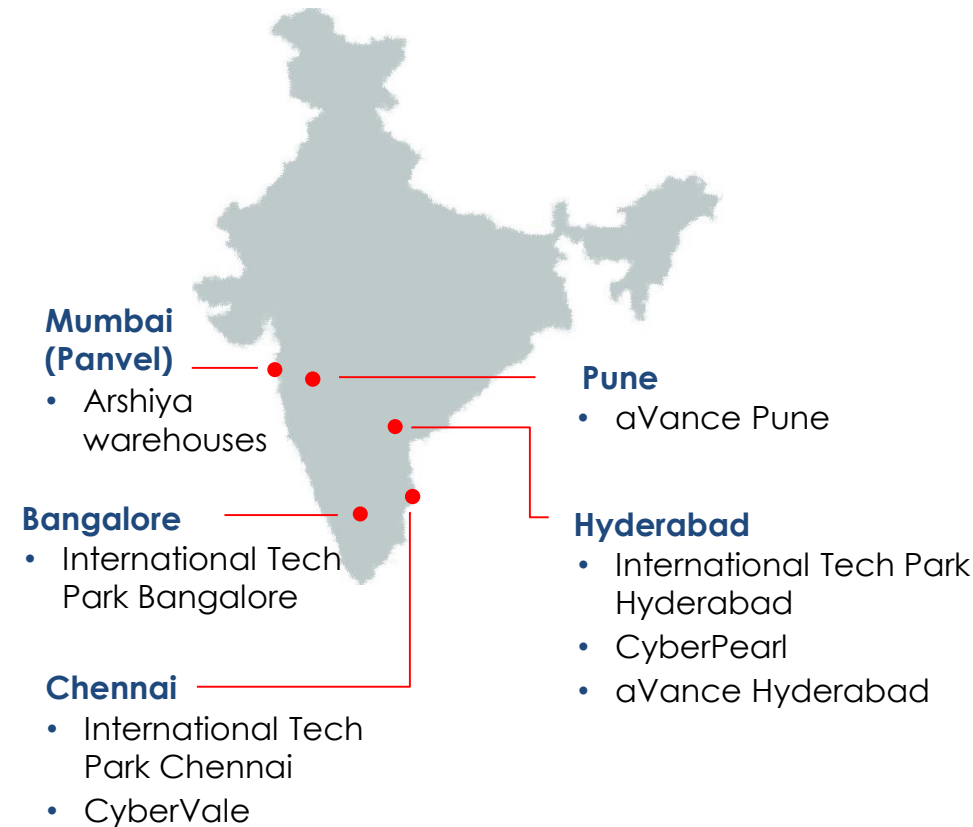 Mumbai
(Panvel)
• Arshiya
warehouses
Pune
• aVance Pune
Bangalore
• International Tech
Park Bangalore
Hyderabad
• International Tech Park
Hyderabad
• CyberPearl
• aVance Hyderabad
Chennai
• International Tech
Park Chennai
• CyberVale